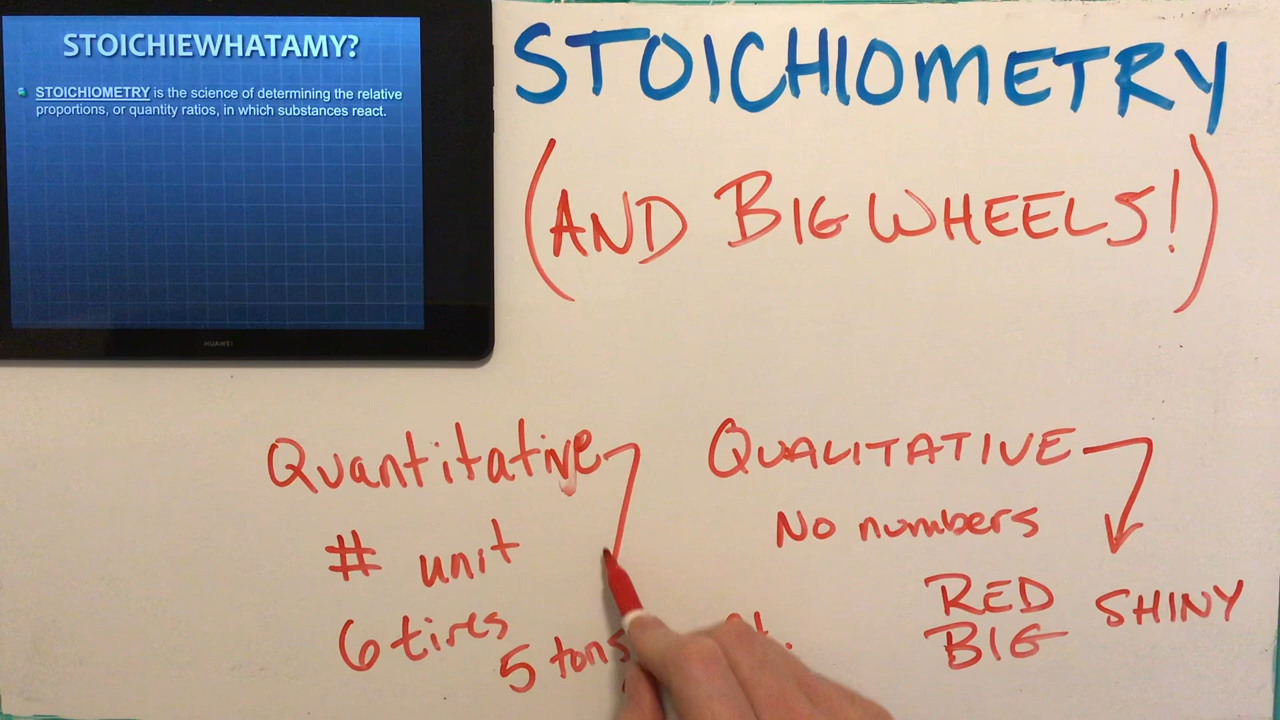 STOICHIEWHATAMY?
STOICHIOMETRY is the science of determining the relative
proportions, or quantity ratios, in which substances react.
HUAWEI
STOICHIOMETRY
(AND BIG WHEELS!)
Quantitative
# unit
6 tires
5 tons
QUALITATIVE
No numbers
RED
BIG
SHINY